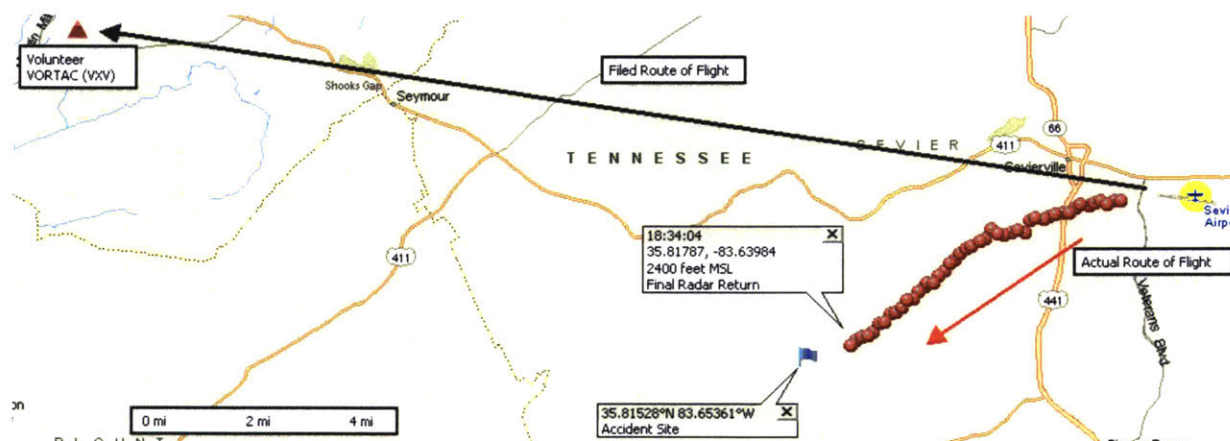 Volunteer
VORTAC (VXV)
Shooks Gap
Seymour
Filed Route of Flight
TENNESSEE
SEVIER
411
66
Sevierville
Sevi
Airp
18:34:04
35.81787, -83.63984
2400 feet MSL
Final Radar Return
Actual Route of Flight
411
441
Veterans Blvd
35.81528°N 83.65361°W
Accident Site
0 mi 2 mi 4 mi